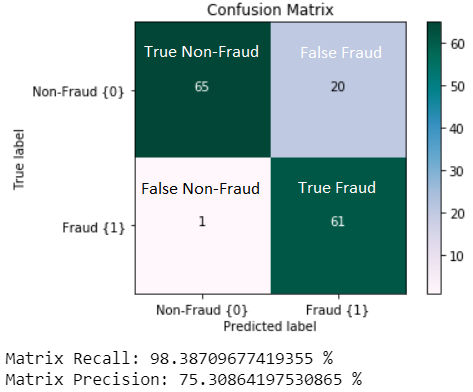 Confusion Matrix
True Non-Fraud
False Fraud
60
Non-Fraud {0}
65
20
50
40
True label
30
False Non-Fraud
True Fraud
20
Fraud {1}
1
61
10
Non-Fraud {0}
Fraud {1}
Predicted label
Matrix Recall: 98.38709677419355 %
Matrix Precision: 75.30864197530865 %